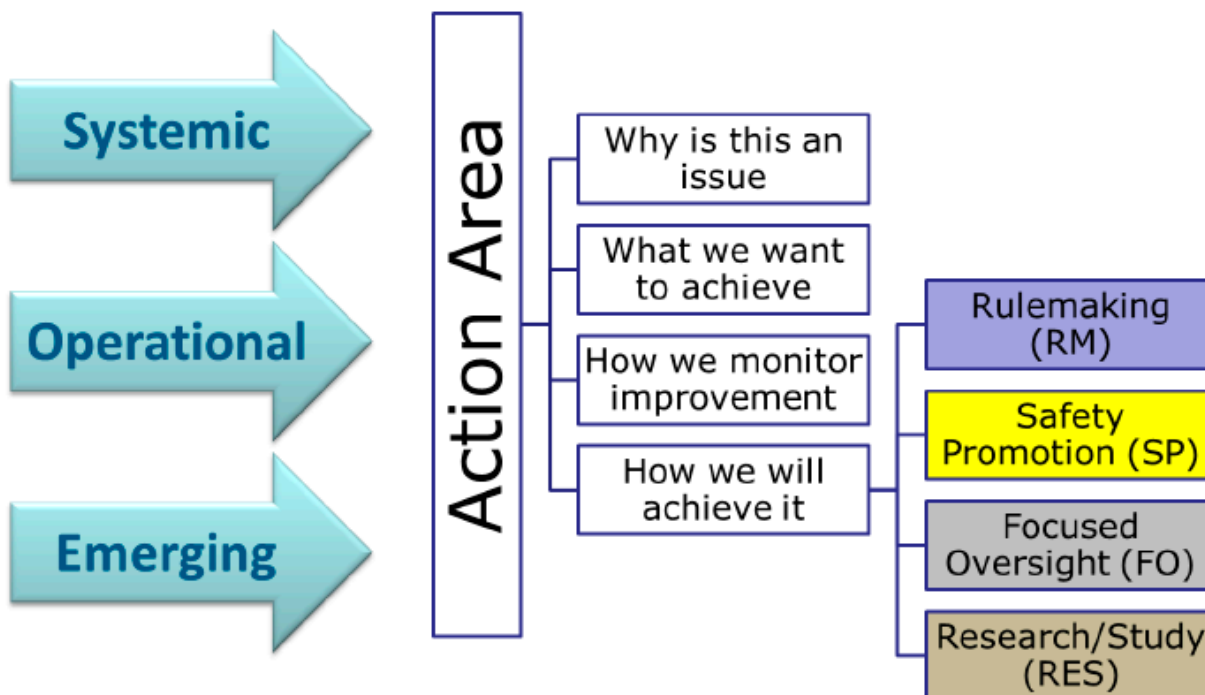 Systemic
Operational
Emerging
Action Area
Why is this an
issue
What we want
to achieve
How we monitor
improvement
How we will
achieve it
Rulemaking
(RM)
Safety
Promotion (SP)
Focused
Oversight (FO)
Research/Study
(RES)